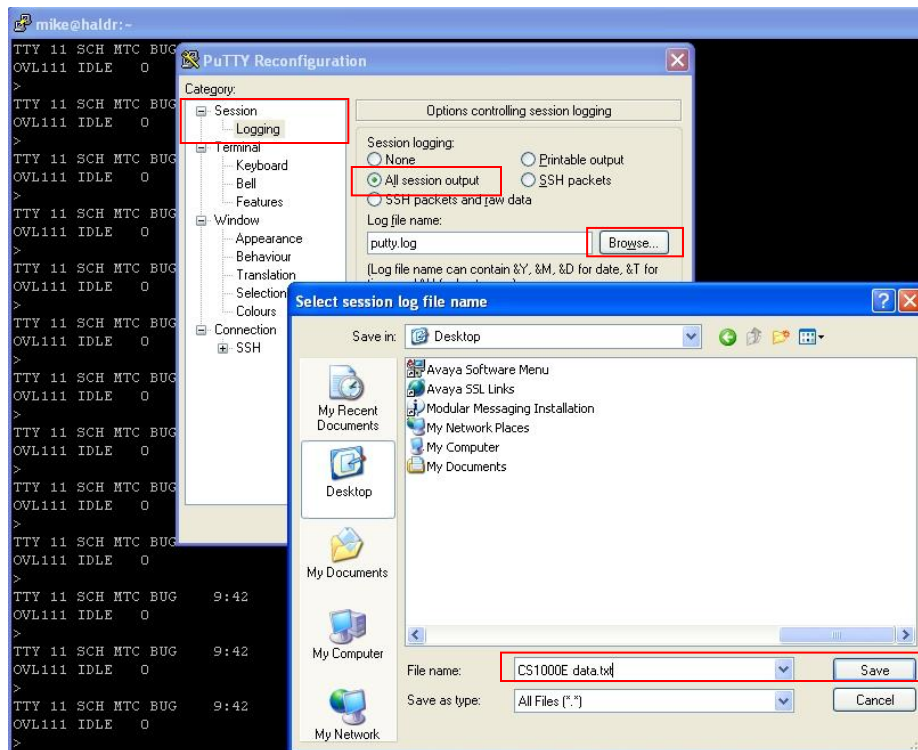 mike@haldr:~
TTY 11 SCH MTC BUG
OVL111 IDLE 0
>
TTY 11 SCH MTC BUG
OVL111 IDLE 0
>
TTY 11 SCH MTC BUG
OVL111 IDLE 0
>
TTY 11 SCH MTC BUG
OVL111 IDLE 0
>
TTY 11 SCH MTC BUG
OVL111 IDLE 0
>
TTY 11 SCH MTC BUG
OVL111 IDLE 0
>
TTY 11 SCH MTC BUG
OVL111 IDLE 0
>
TTY 11 SCH MTC BUG
OVL111 IDLE 0
>
TTY 11 SCH MTC BUG
OVL111 IDLE 0
>
TTY 11 SCH MTC BUG
OVL111 IDLE 0
>
TTY 11 SCH MTC BUG 9:42
OVL111 IDLE 0
>
TTY 11 SCH MTC BUG 9:42
OVL111 IDLE 0
>
TTY 11 SCH MTC BUG 9:42
OVL111 IDLE 0
>
PuTTY Reconfiguration
Category:
Session
Logging
Terminal
Keyboard
Bell
Features
Window
Appearance
Behaviour
Translation
Selection
Colours
Connection
SSH
Options controlling session logging
Session logging:
None
Printable output
All session output
SSH packets
SSH packets and raw data
Log file name:
putty.log
Browse...
(Log file name can contain &Y, &M, &D for date, &T for
Select session log file name
Save in:
Desktop
My Recent Documents
Desktop
My Documents
My Computer
My Network
Avaya Software Menu
Avaya SSL Links
Modular Messaging Installation
My Network Places
My Computer
My Documents
File name:
CS1000E data.txt
Save
Save as type:
All Files (*.*)
Cancel